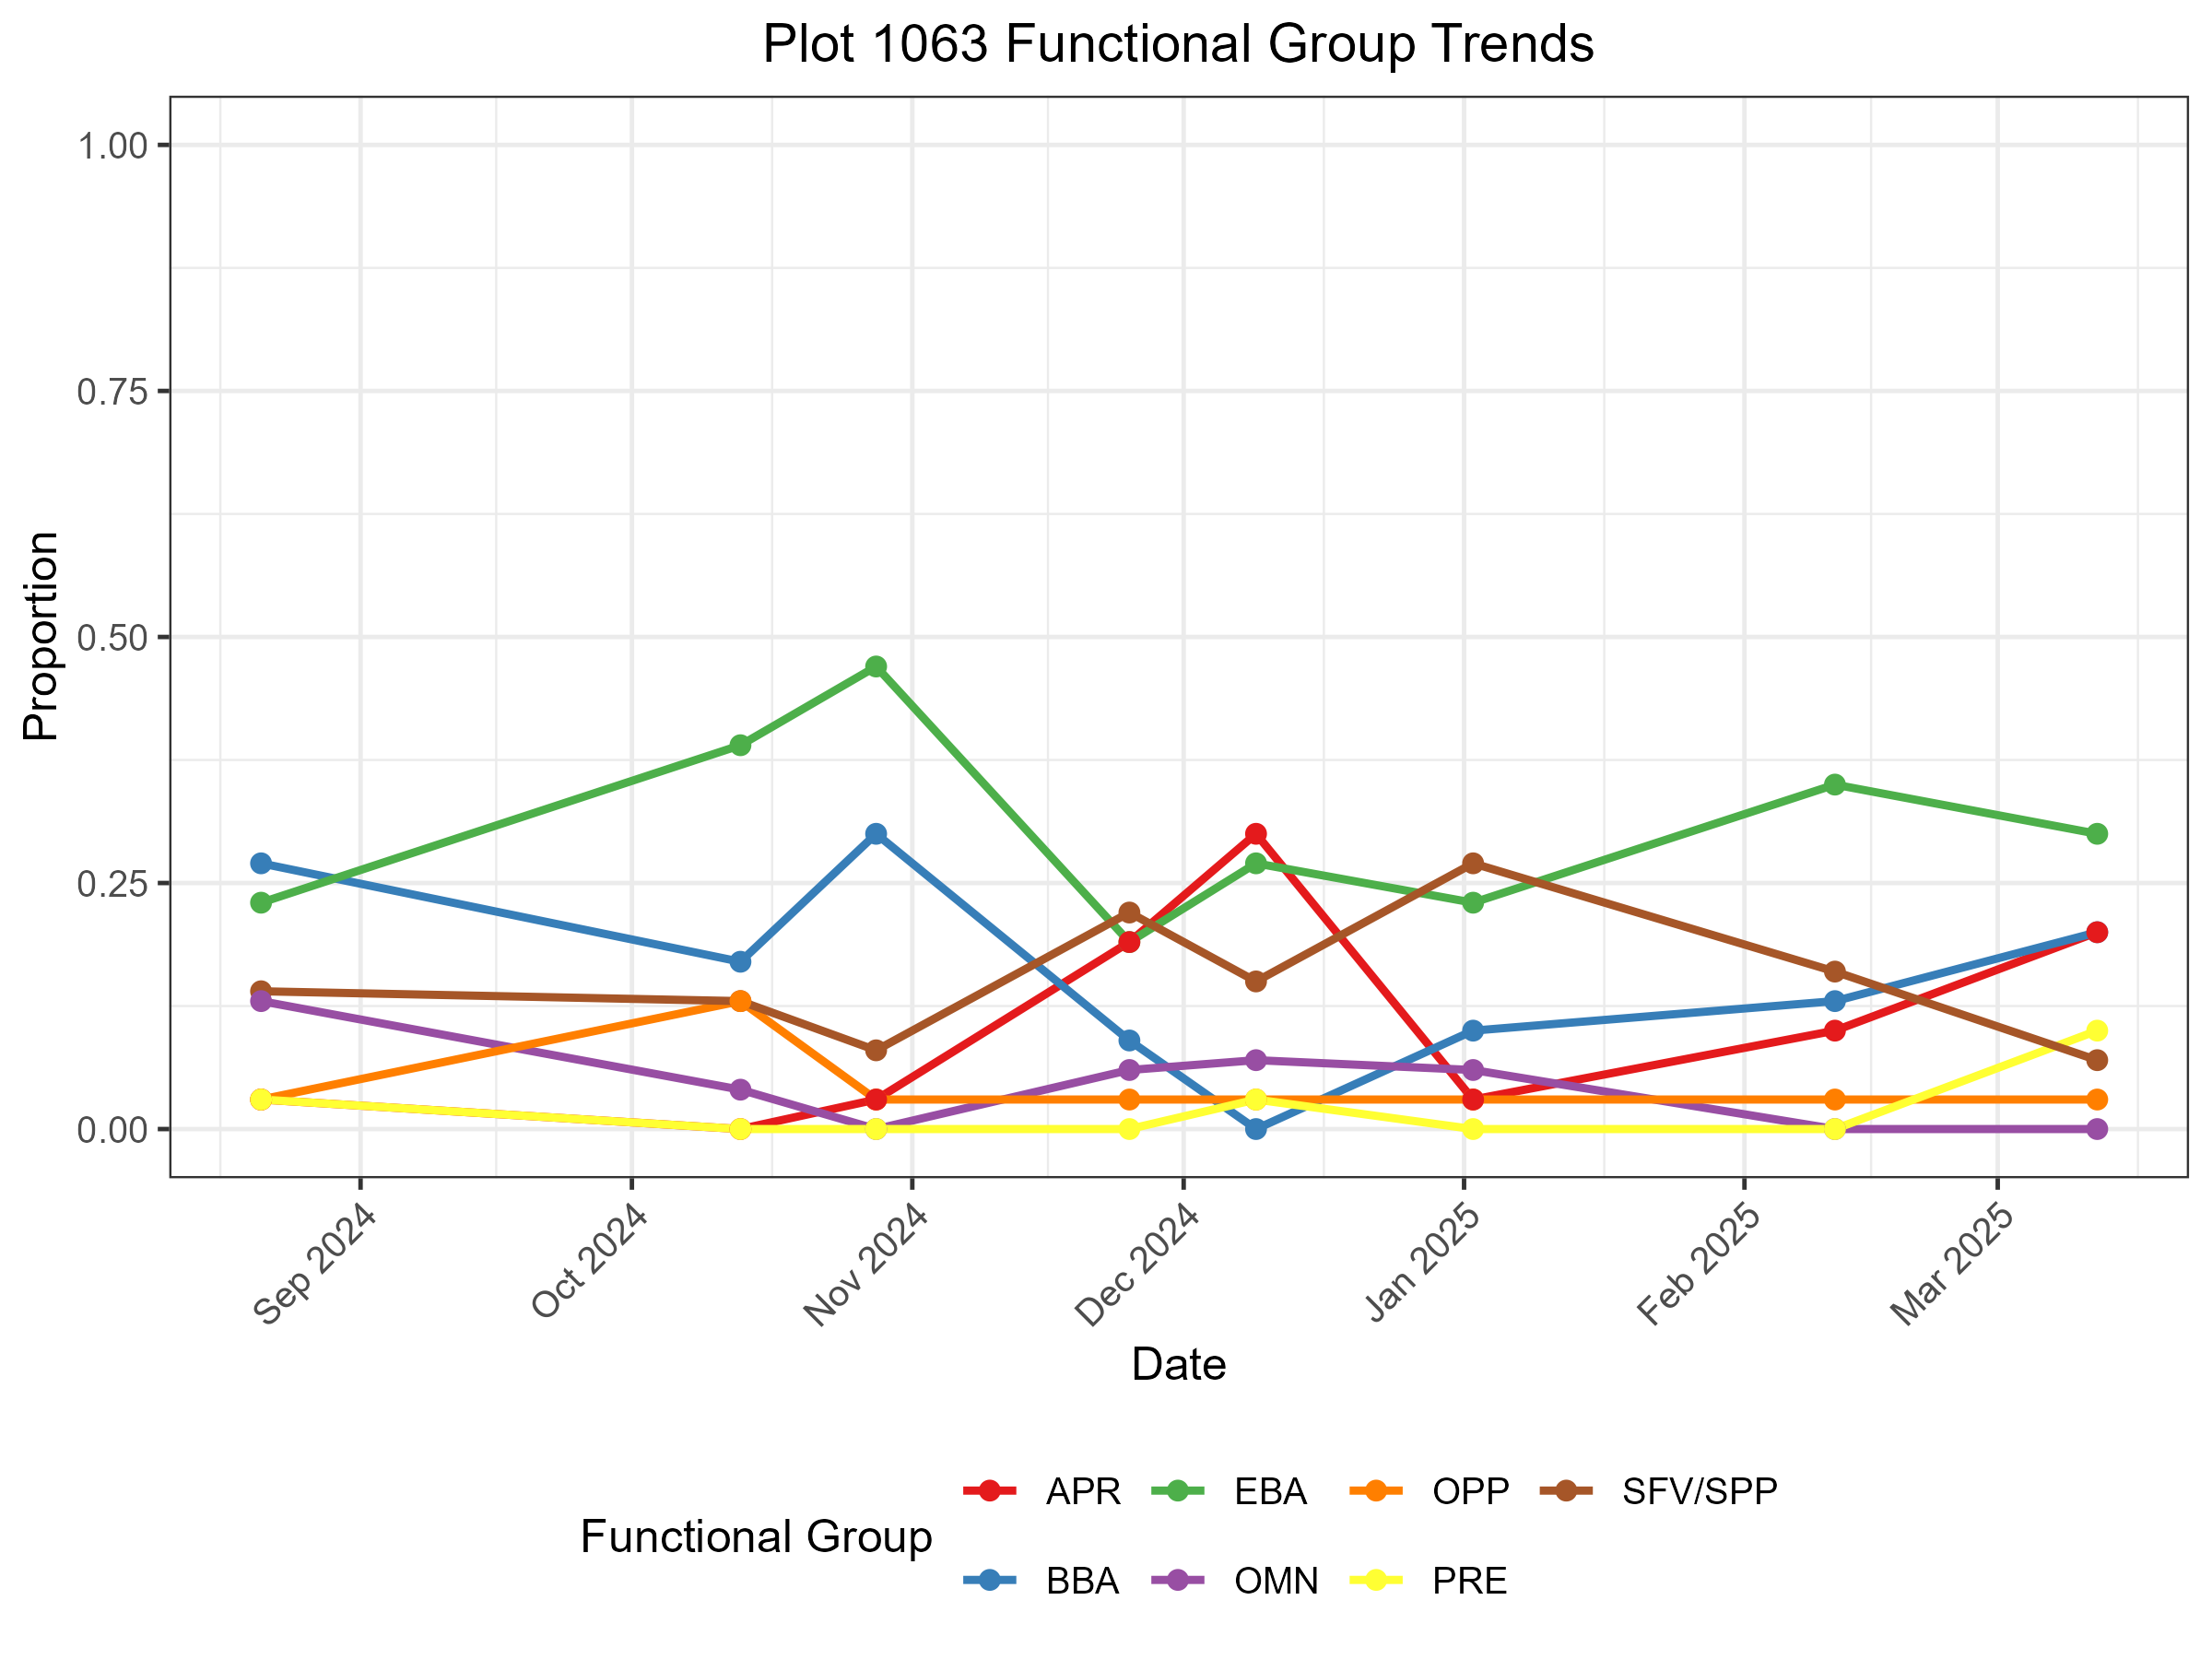 Plot 1063 Functional Group Trends
Proportion
1.00
0.75
0.50
0.25
0.00
Sep 2024
Oct 2024
Nov 2024
Dec 2024
Jan 2025
Feb 2025
Mar 2025
Date
Functional Group
APR
EBA
OPP
SFV/SPP
BBA
OMN
PRE